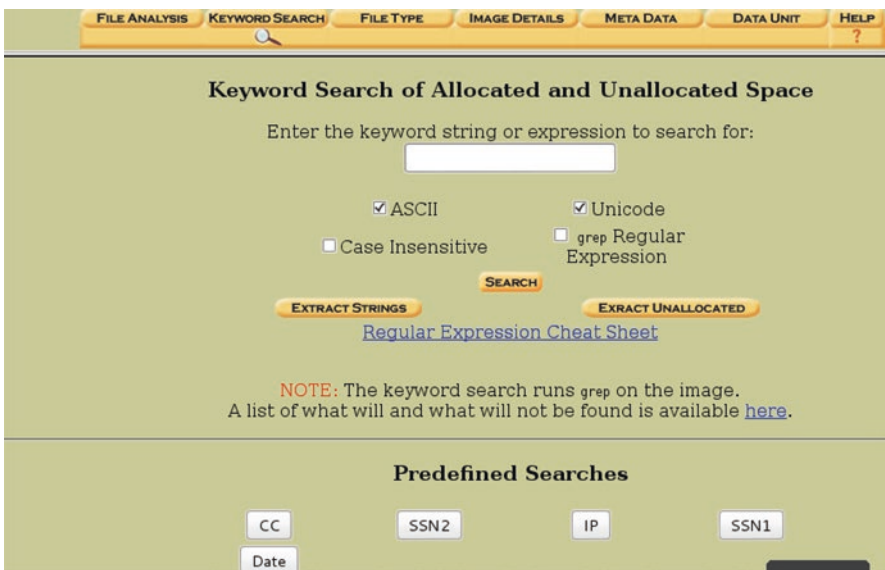 FILE ANALYSIS KEYWORD SEARCH FILE TYPE IMAGE DETAILS META DATA DATA UNIT HELP
?
Keyword Search of Allocated and Unallocated Space
Enter the keyword string or expression to search for:
ASCII Unicode
Case Insensitive grep Regular Expression
SEARCH
EXTRACT STRINGS EXRACT UNALLOCATED
Regular Expression Cheat Sheet
NOTE: The keyword search runs grep on the image.
A list of what will and what will not be found is available here.
Predefined Searches
CC SSN2 IP SSN1
Date